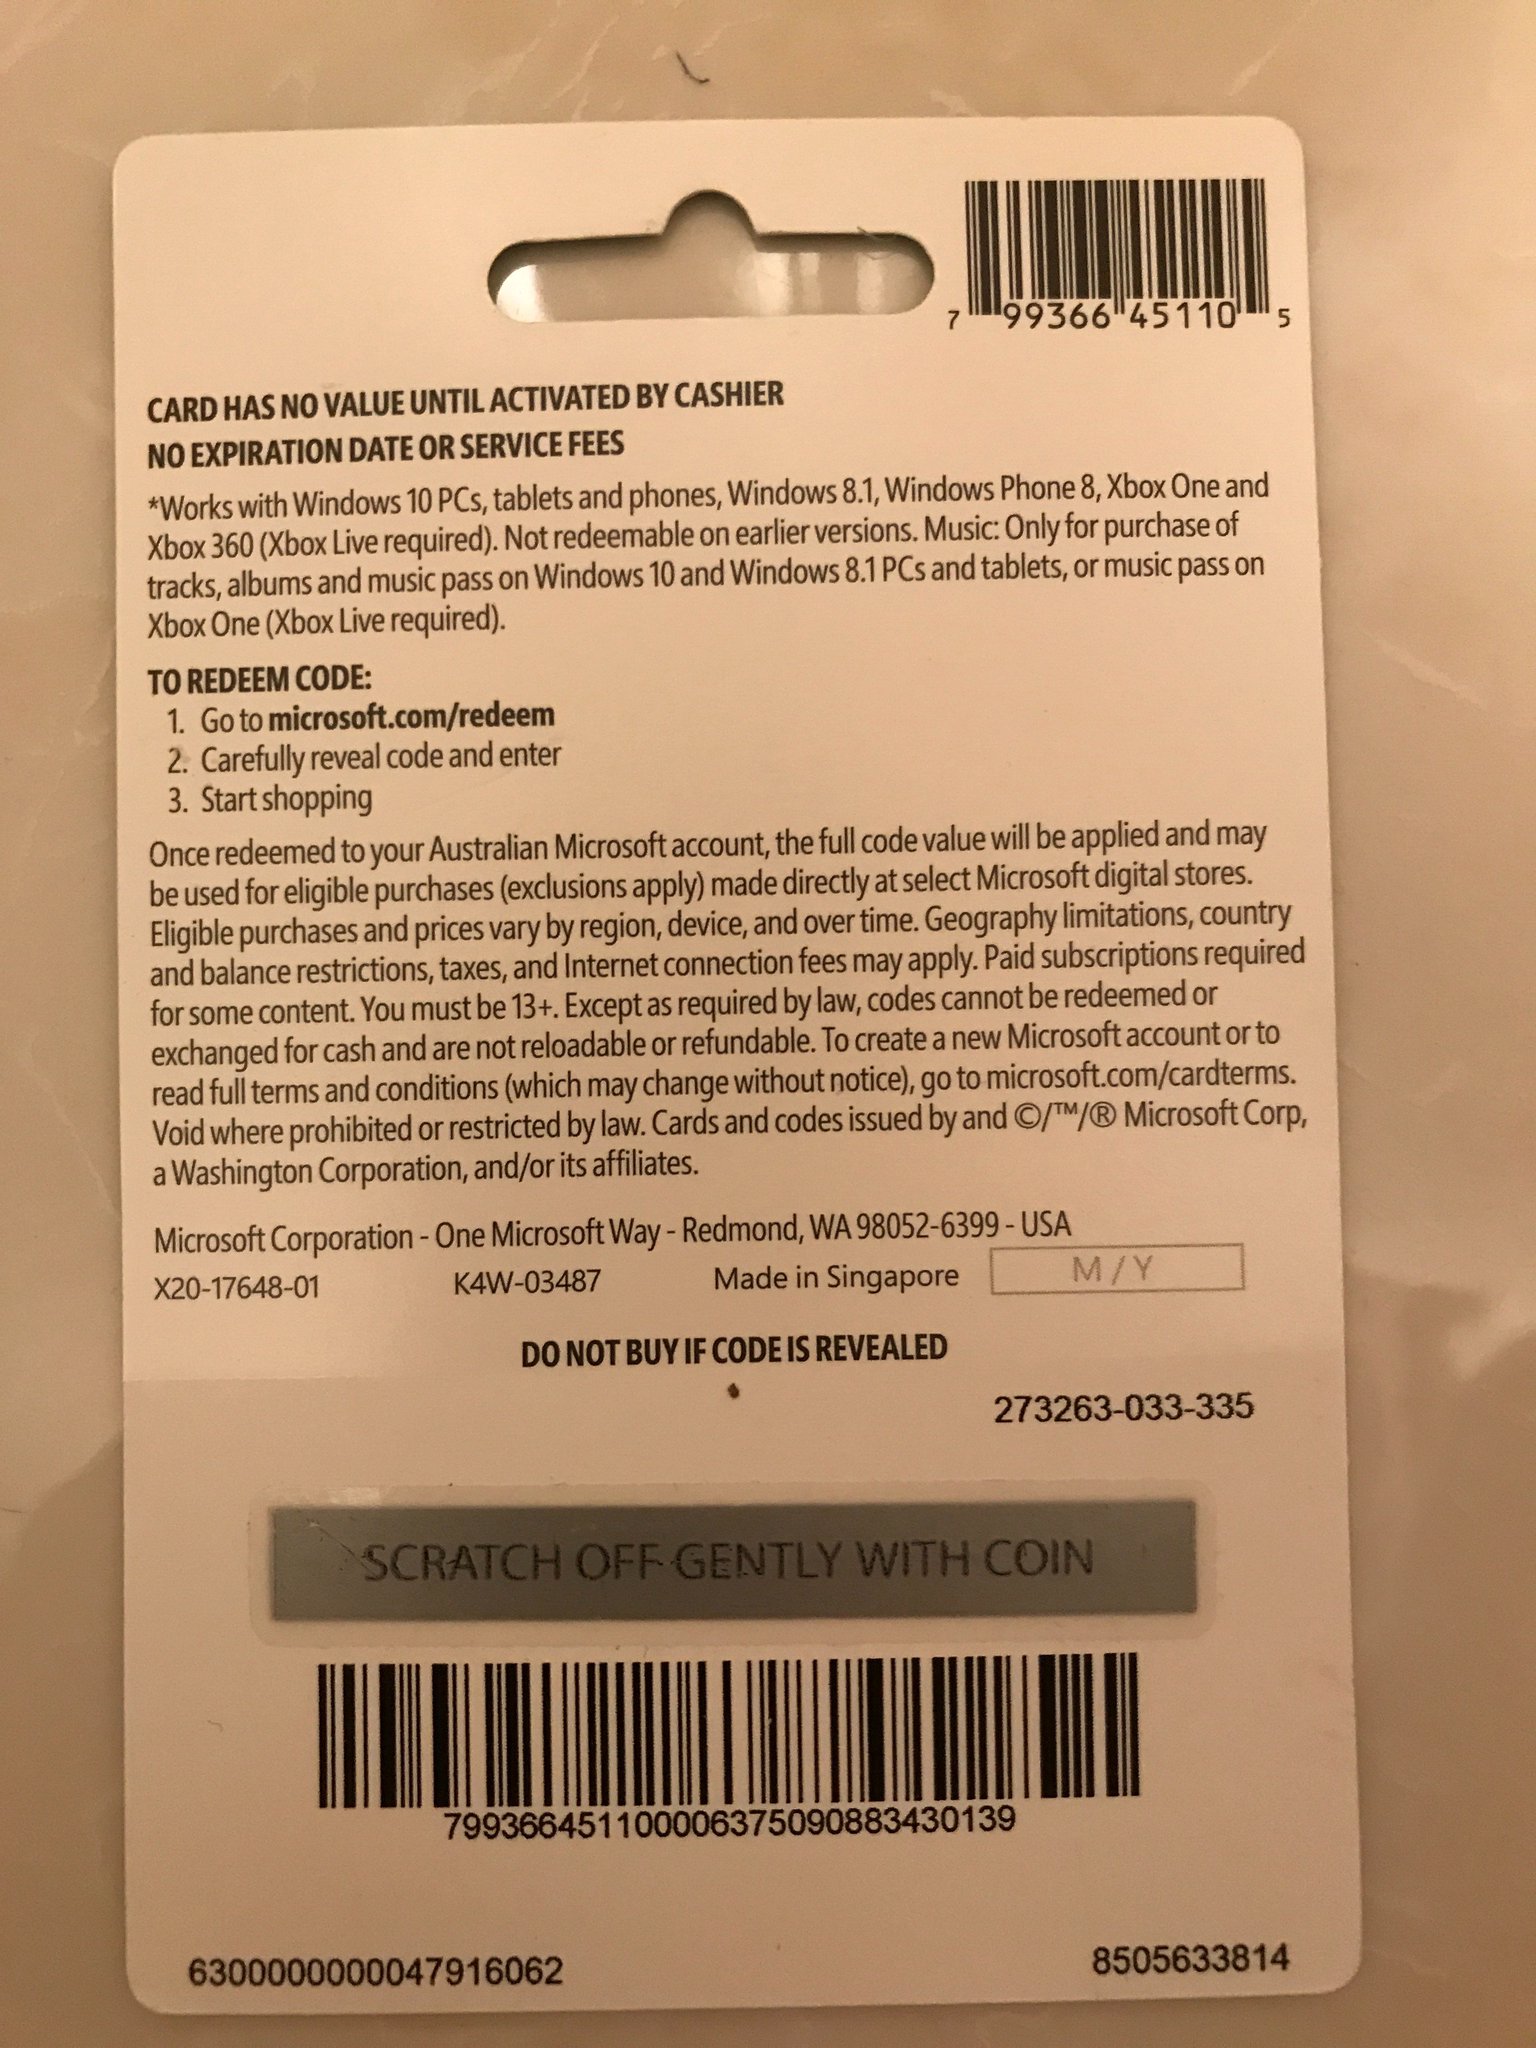 7 99366 45110 5
CARD HAS NO VALUE UNTIL ACTIVATED BY CASHIER
NO EXPIRATION DATE OR SERVICE FEES
*Works with Windows 10 PCs, tablets and phones, Windows 8.1, Windows Phone 8, Xbox One and
Xbox 360 (Xbox Live required). Not redeemable on earlier versions. Music: Only for purchase of
tracks, albums and music pass on Windows 10 and Windows 8.1 PCs and tablets, or music pass on
Xbox One (Xbox Live required).
TO REDEEM CODE:
1. Go to microsoft.com/redeem
2. Carefully reveal code and enter
3. Start shopping
Once redeemed to your Australian Microsoft account, the full code value will be applied and may
be used for eligible purchases (exclusions apply) made directly at select Microsoft digital stores.
Eligible purchases and prices vary by region, device, and over time. Geography limitations, country
and balance restrictions, taxes, and Internet connection fees may apply. Paid subscriptions required
for some content. You must be 13+. Except as required by law, codes cannot be redeemed or
exchanged for cash and are not reloadable or refundable. To create a new Microsoft account or to
read full terms and conditions (which may change without notice), go to microsoft.com/cardterms.
Void where prohibited or restricted by law. Cards and codes issued by and ©/™/® Microsoft Corp,
a Washington Corporation, and/or its affiliates.
Microsoft Corporation - One Microsoft Way - Redmond, WA 98052-6399 - USA
X20-17648-01 K4W-03487 Made in Singapore M / Y
DO NOT BUY IF CODE IS REVEALED
273263-033-335
SCRATCH OFF GENTLY WITH COIN
799366451100006375090883430139
6300000000047916062 8505633814